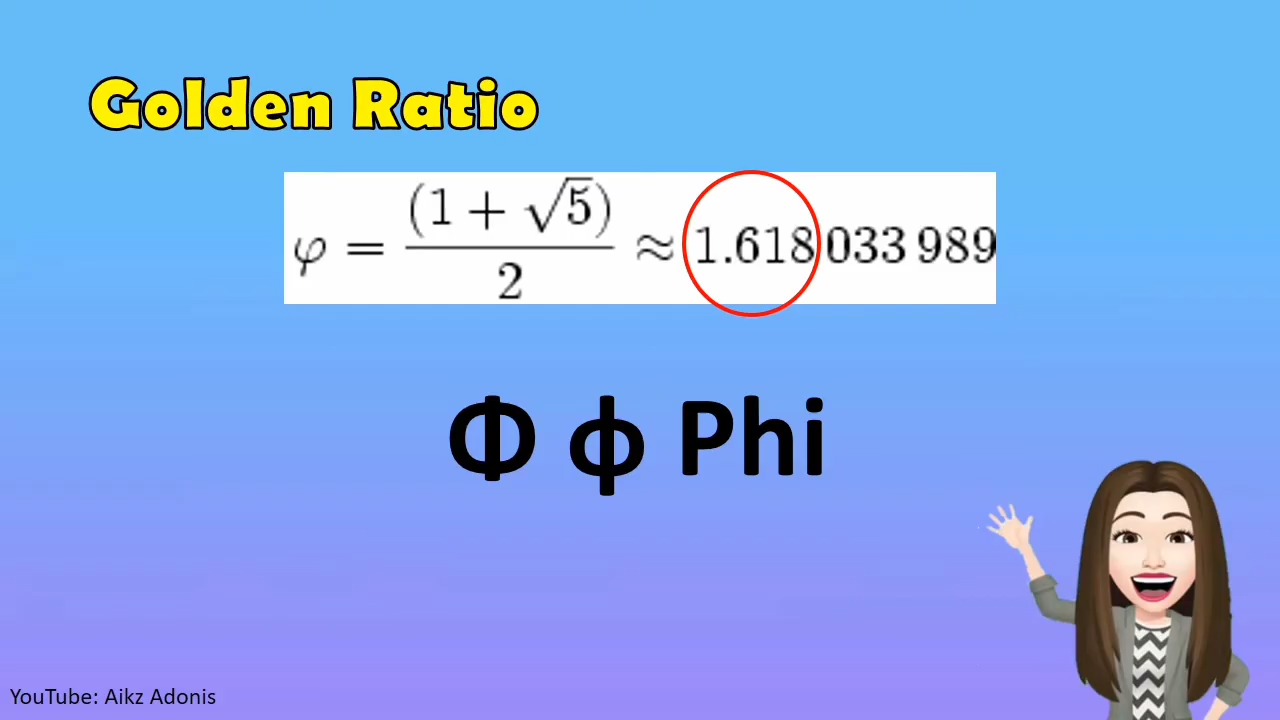 Golden Ratio
φ = (1 + √5) / 2 ≈ 1.618 033 989
Φ ϕ Phi
YouTube: Aikz Adonis